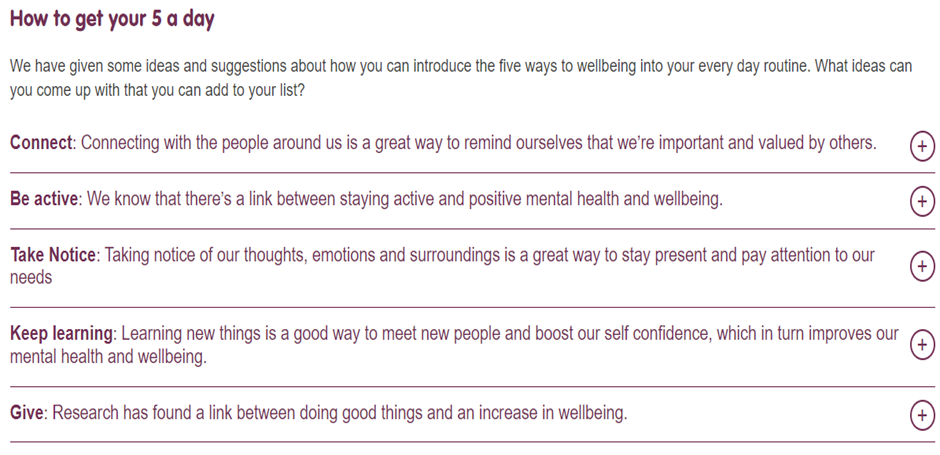 How to get your 5 a day
We have given some ideas and suggestions about how you can introduce the five ways to wellbeing into your every day routine. What ideas can
you come up with that you can add to your list?
Connect: Connecting with the people around us is a great way to remind ourselves that we're important and valued by others.
Be active: We know that there's a link between staying active and positive mental health and wellbeing.
Take Notice: Taking notice of our thoughts, emotions and surroundings is a great way to stay present and pay attention to our
needs
Keep learning: Learning new things is a good way to meet new people and boost our self confidence, which in turn improves our
mental health and wellbeing.
Give: Research has found a link between doing good things and an increase in wellbeing.